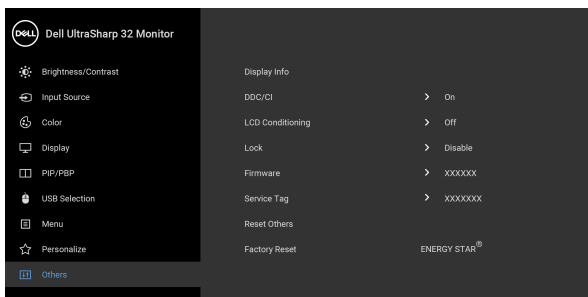 DELL Dell UltraSharp 32 Monitor
Brightness/Contrast
Display Info
Input Source
DDC/CI > On
Color
LCD Conditioning > Off
Display
Lock > Disable
PIP/PBP
Firmware > XXXXXX
USB Selection
Service Tag > XXXXXXX
Menu
Reset Others
Personalize
Factory Reset ENERGY STAR®
Others